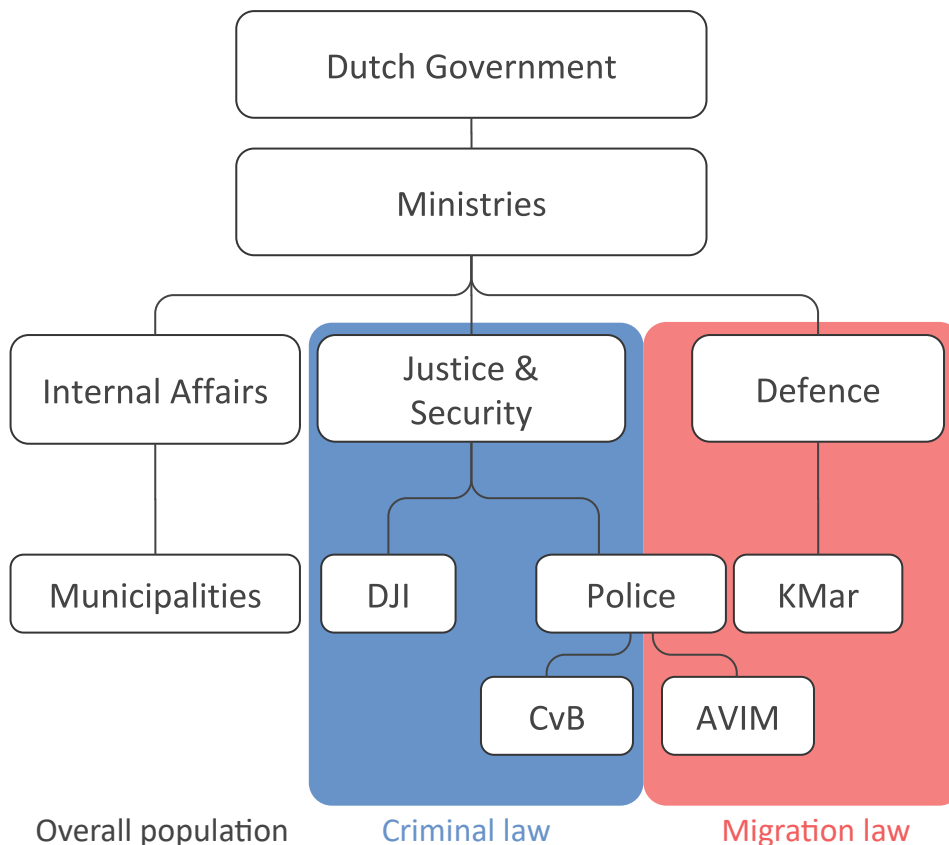 Dutch Government
Ministries
Internal Affairs
Justice &
Security
Defence
Municipalities
DJI
Police
KMar
CvB
AVIM
Overall population
Criminal law
Migration law